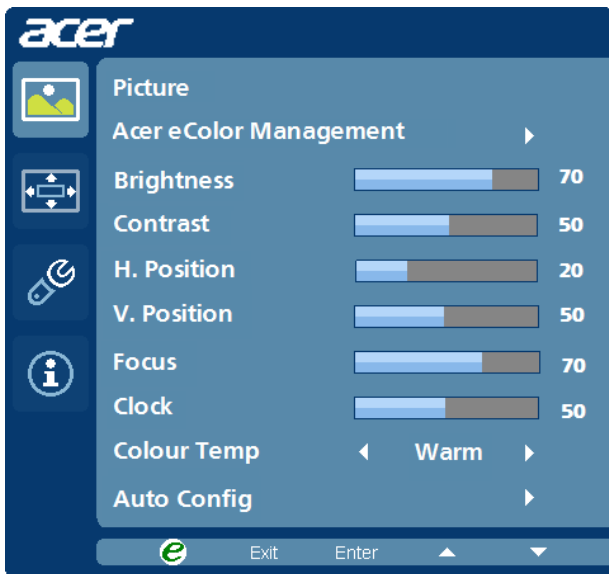 acer
Picture
Acer eColor Management
Brightness 70
Contrast 50
H. Position 20
V. Position 50
Focus 70
Clock 50
Colour Temp Warm
Auto Config
e Exit Enter